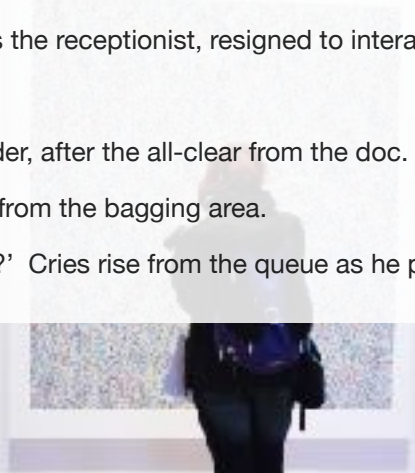 s the receptionist, resigned to intera
der, after the all-clear from the doc.
from the bagging area.
?’ Cries rise from the queue as he p